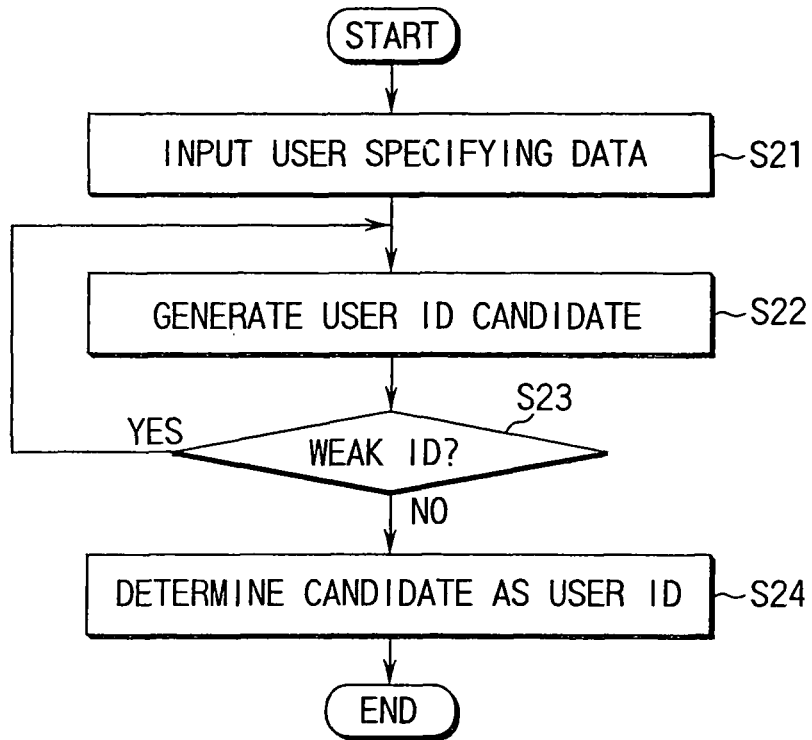 START
INPUT USER SPECIFYING DATA
S21
GENERATE USER ID CANDIDATE
S22
S23
YES
WEAK ID?
NO
DETERMINE CANDIDATE AS USER ID
S24
END